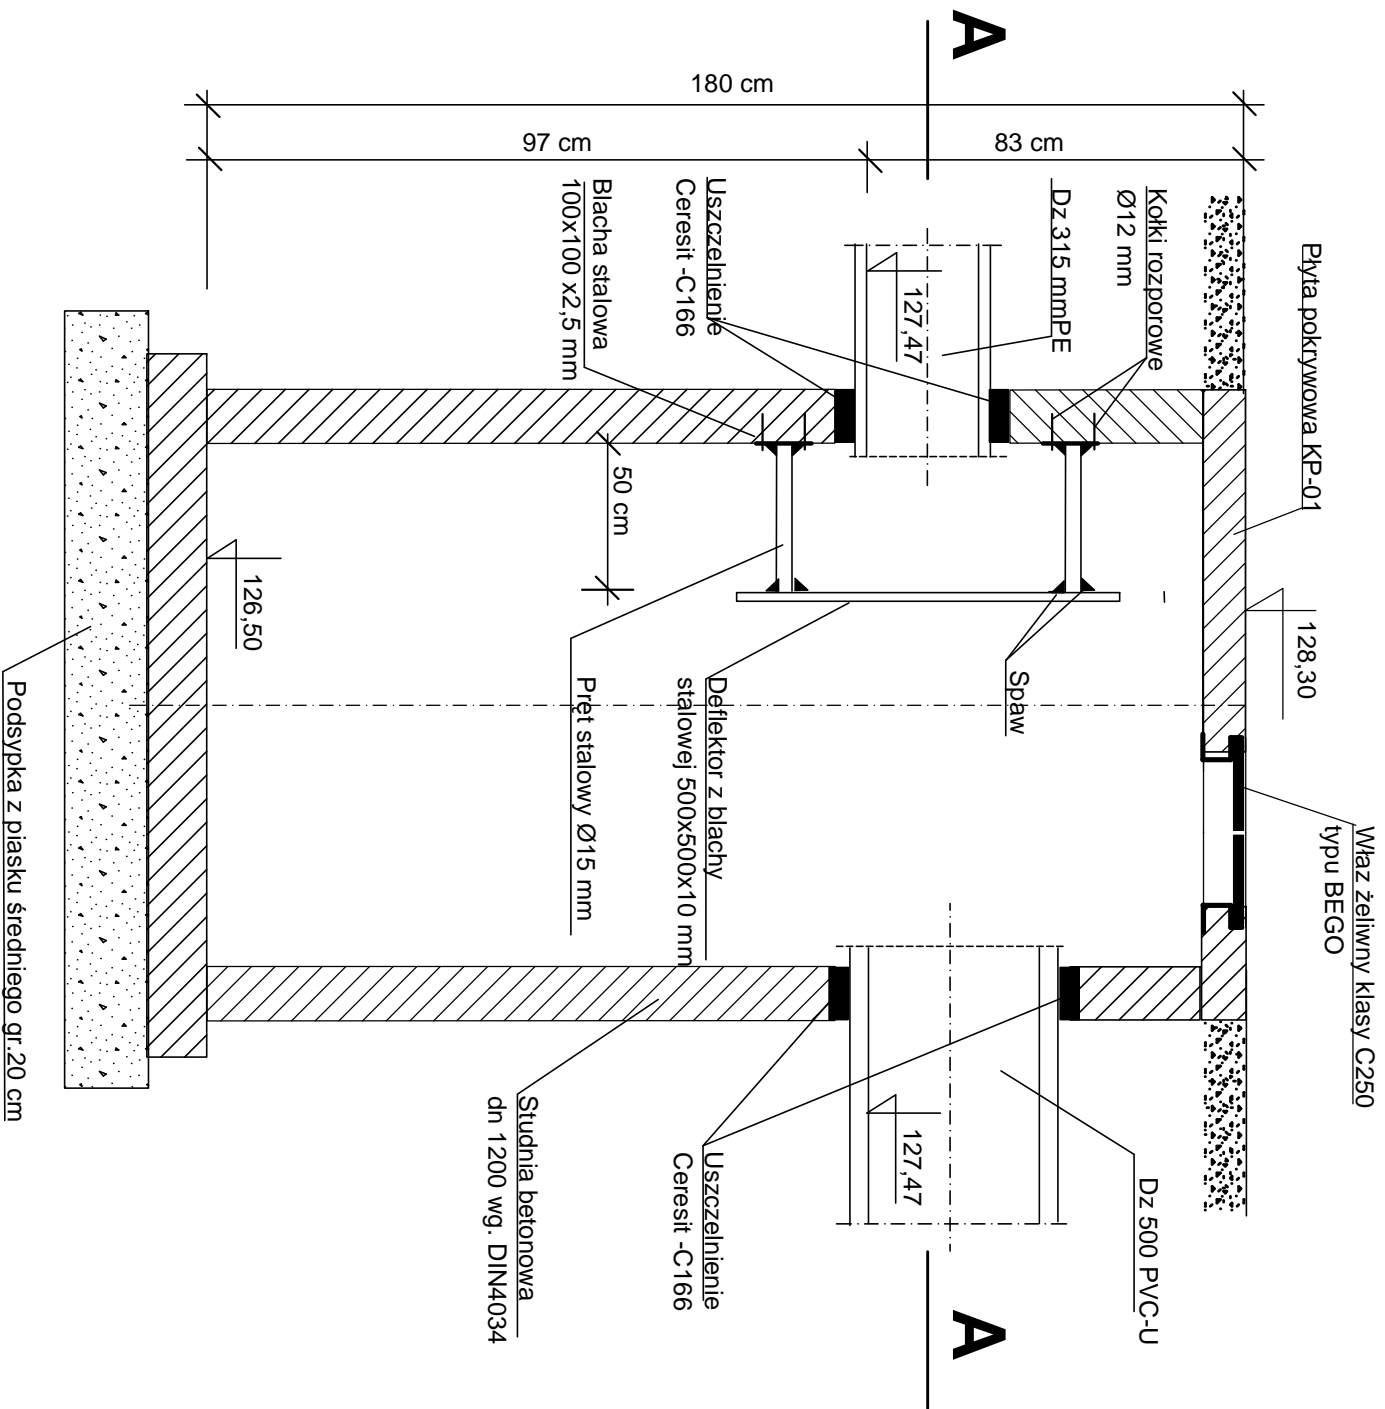 A
180 cm
97 cm
83 cm
Płyta pokrywowa KP-01
Kołki rozporowe
Ø12 mm
Dz 315 mmPE
Uszczelnienie
Ceresit -C166
Blacha stalowa
100x100 x2,5 mm
127,47
50 cm
126,50
128,30
Właz żeliwny klasy C250
typu BEGO
Spaw
Deflektor z blachy
stalowej 500x500x10 mm
Pręt stalowy Ø15 mm
Podsypka z piasku średniego gr.20 cm
Studnia betonowa
dn 1200 wg. DIN4034
Uszczelnienie
Ceresit -C166
127,47
Dz 500 PVC-U
A